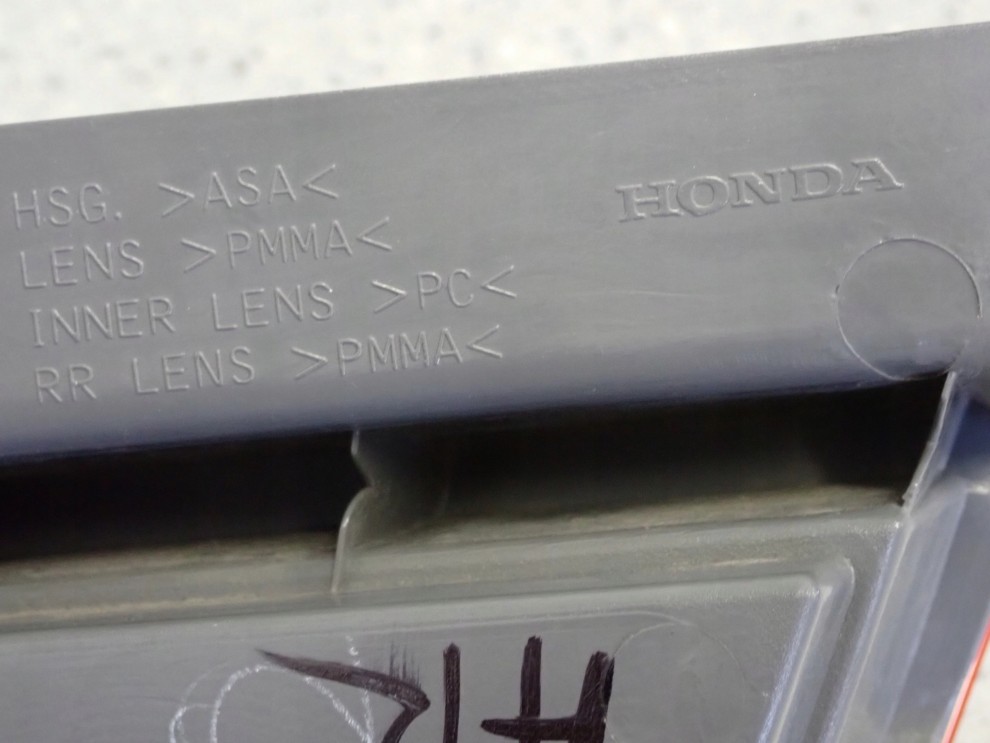 HSG. >ASA<
LENS >PMMA<
INNER LENS >PC<
RR LENS >PMMA<
HONDA